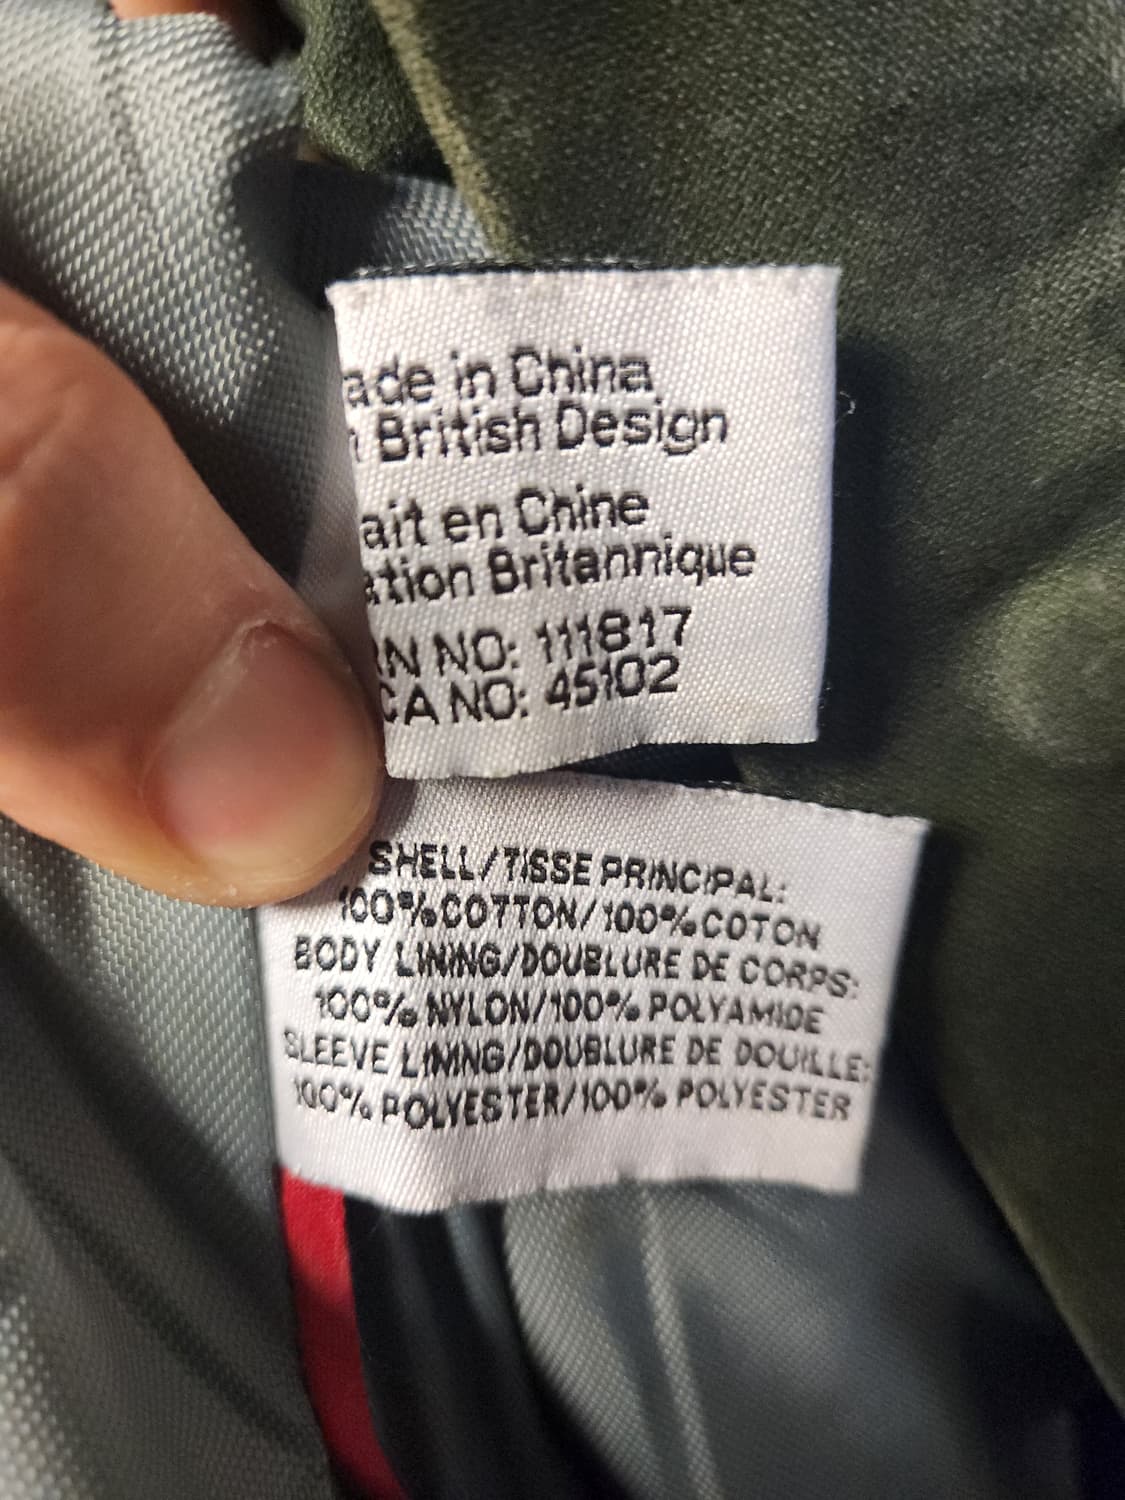 ade in China
n British Design
ait en Chine
ation Britannique
N NO: 111817
CA NO: 45102
SHELL/TISSE PRINCIPAL:
100%COTTON/100%COTON
BODY LINING/DOUBLURE DE CORPS:
100% NYLON/100% POLYAMIDE
SLEEVE LINING/DOUBLURE DE DOUILLE:
100% POLYESTER/100% POLYESTER